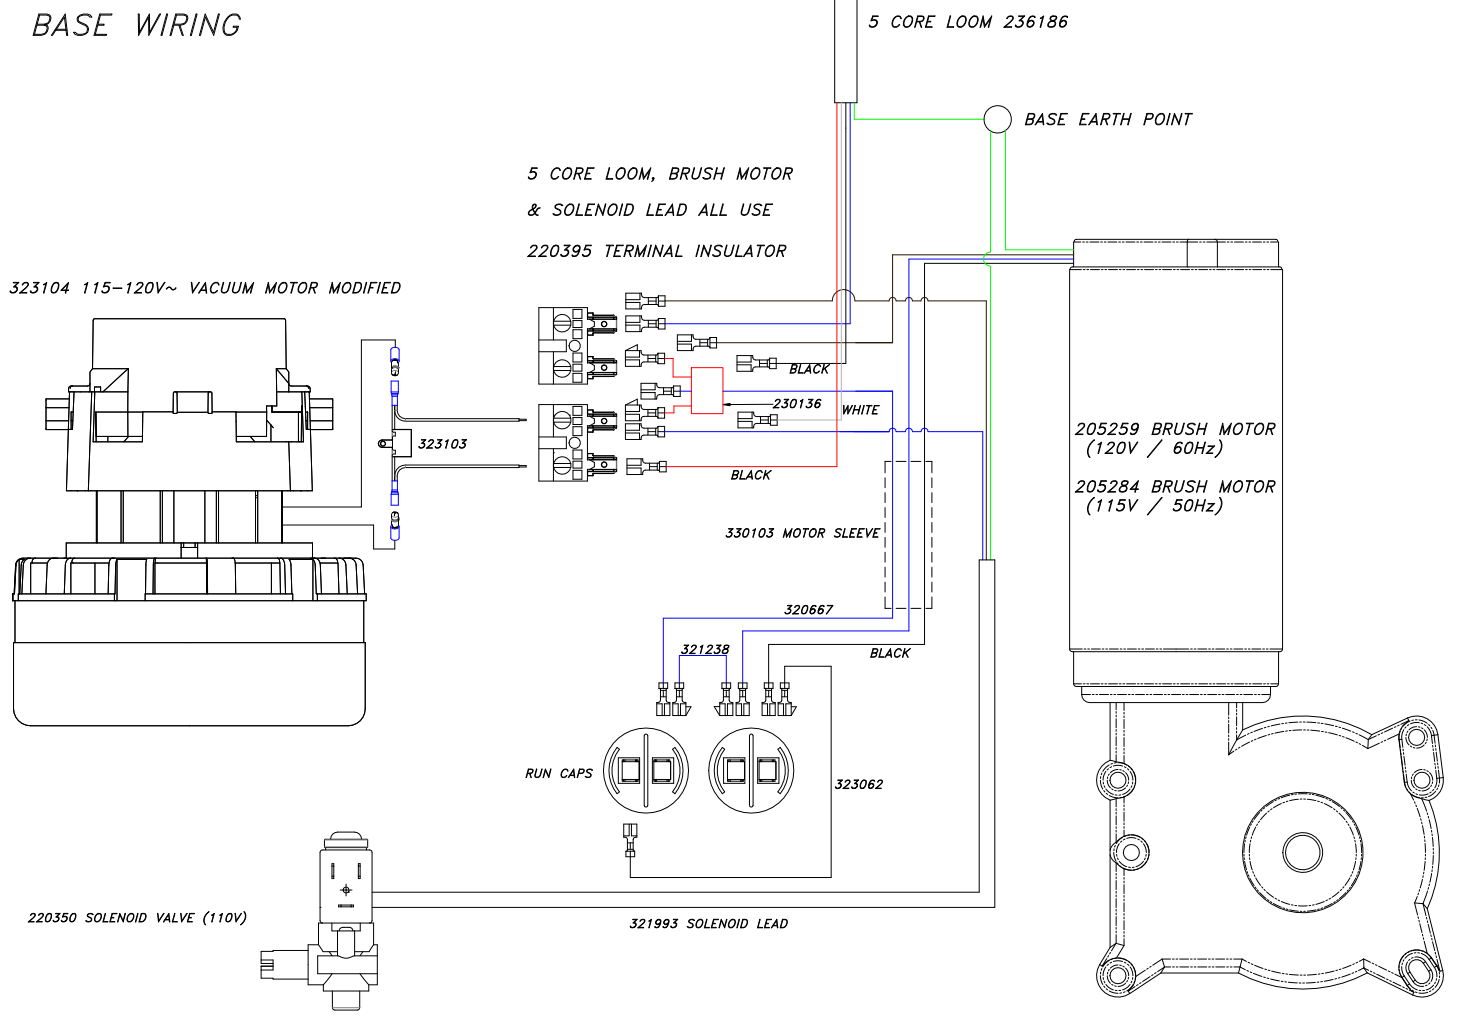 BASE WIRING
5 CORE LOOM 236186
BASE EARTH POINT
5 CORE LOOM, BRUSH MOTOR
& SOLENOID LEAD ALL USE
220395 TERMINAL INSULATOR
323104 115-120V~ VACUUM MOTOR MODIFIED
BLACK
230136
WHITE
323103
BLACK
205259 BRUSH MOTOR
(120V / 60Hz)
205284 BRUSH MOTOR
(115V / 50Hz)
330103 MOTOR SLEEVE
320667
321238
BLACK
RUN CAPS
323062
220350 SOLENOID VALVE (110V)
321993 SOLENOID LEAD